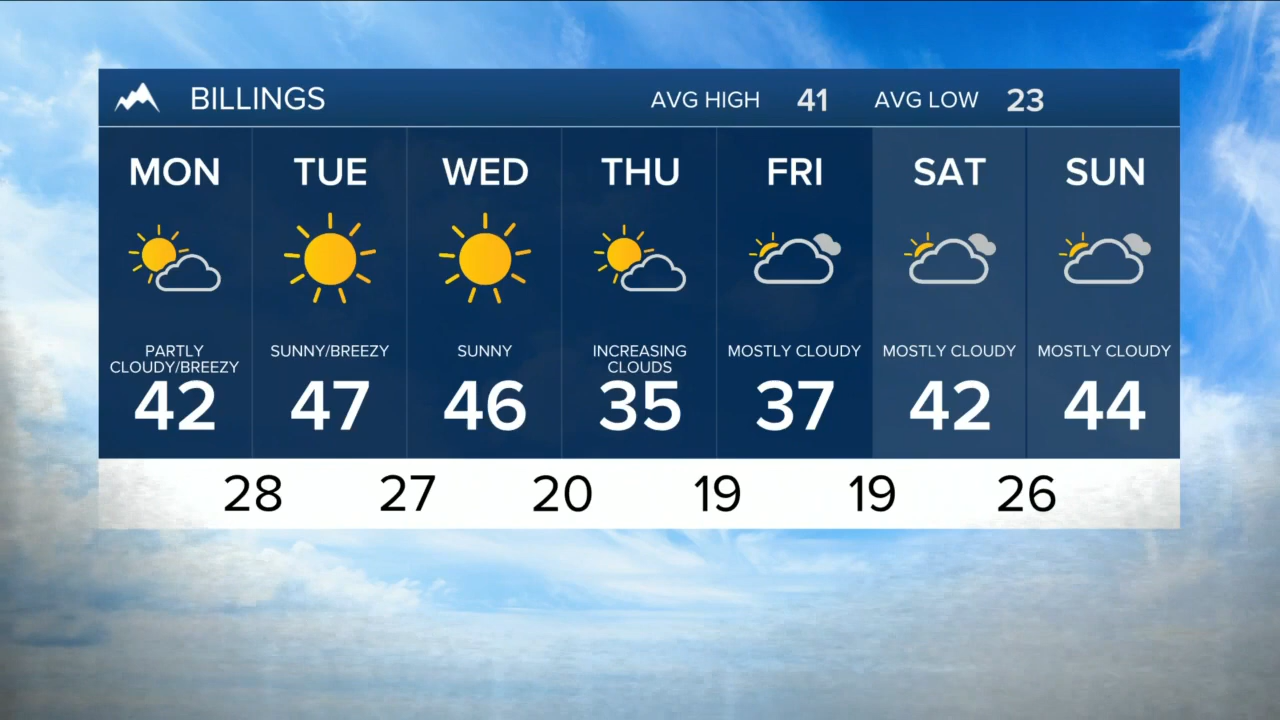 BILLINGS AVG HIGH 41 AVG LOW 23
MON TUE WED THU FRI SAT SUN
PARTLY CLOUDY/BREEZY
SUNNY/BREEZY
SUNNY
INCREASING CLOUDS
MOSTLY CLOUDY
MOSTLY CLOUDY
MOSTLY CLOUDY
42 47 46 35 37 42 44
28 27 20 19 19 26